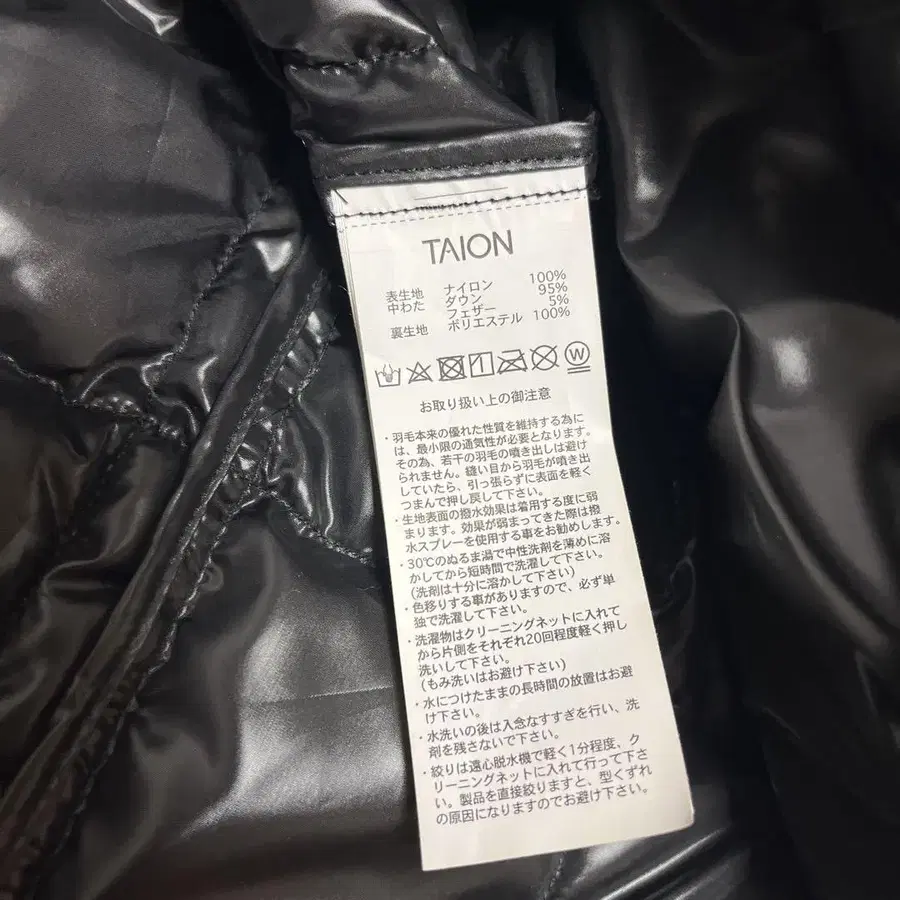 TAION
表生地 ナイロン 100%
中わた ダウン 95%
フェザー 5%
裏生地 ポリエステル 100%
W
お取り扱い上の御注意
・羽毛本来の優れた性質を維持する為に
は、最小限の通気性が必要となります。
その為、若干の羽毛の噴き出しは避け
られません。縫い目から羽毛が噴き出
していたら、引っ張らずに表面を軽く
つまんで押し戻して下さい。
・生地表面の撥水効果は着用する度に弱
まります。効果が弱まってきた際は撥
水スプレーを使用する事をお勧めします。
・30℃のぬるま湯で中性洗剤を薄めに溶
かしてから短時間で洗濯して下さい。
(洗剤は十分に溶かして下さい)
・色移りする事がありますので、必ず単
独で洗濯して下さい。
・洗濯物はクリーニングネットに入れて
から片側をそれぞれ20回程度軽く押し
洗いして下さい。
(もみ洗いはお避け下さい)
・水につけたままの長時間の放置はお避
け下さい。
・水洗いの後は入念なすすぎを行い、洗
剤を残さないで下さい。
・絞りは遠心脱水機で軽く1分程度、ク
リーニングネットに入れて行って下さ
い。製品を直接絞りますと、型くずれ
の原因になりますのでお避け下さい。